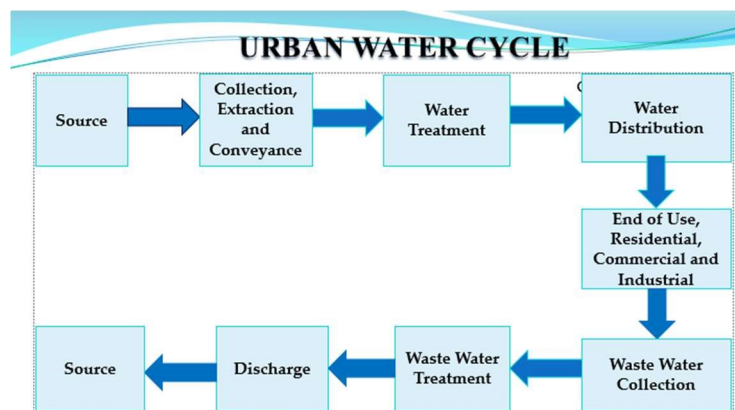 URBAN WATER CYCLE
Source
Collection,
Extraction
and
Conveyance
Water
Treatment
Water
Distribution
End of Use,
Residential,
Commercial and
Industrial
Waste Water
Collection
Waste Water
Treatment
Discharge
Source